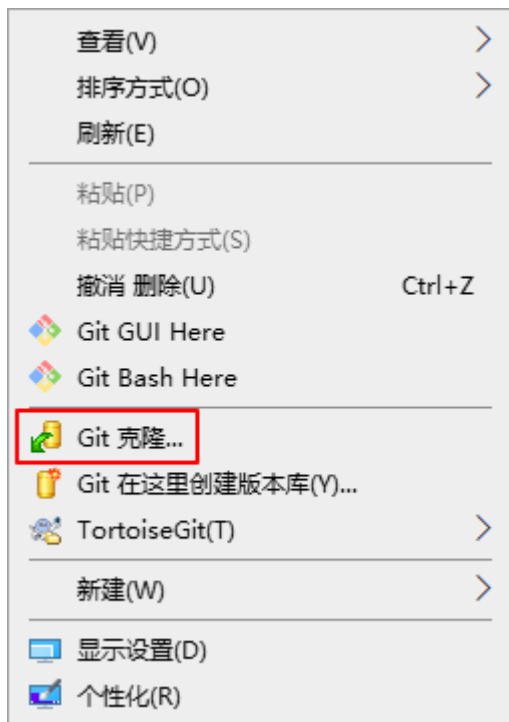 查看(V)
排序方式(O)
刷新(E)
粘贴(P)
粘贴快捷方式(S)
撤消 删除(U) Ctrl+Z
Git GUI Here
Git Bash Here
Git 克隆...
Git 在这里创建版本库(Y)...
TortoiseGit(T)
新建(W)
显示设置(D)
个性化(R)